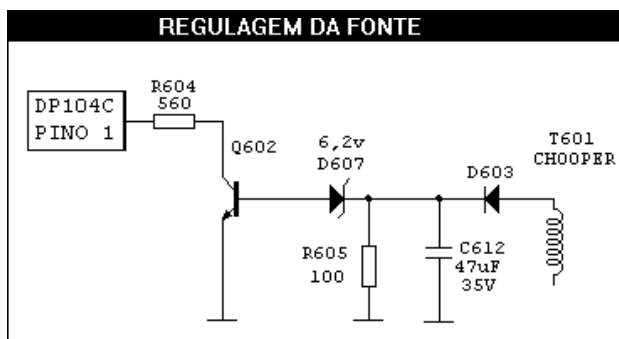 REGULAGEM DA FONTE
DP104C
PINO 1
R604
560
Q602
6,2v
D607
R605
100
C612
47uF
35V
D603
T601
CHOOPER